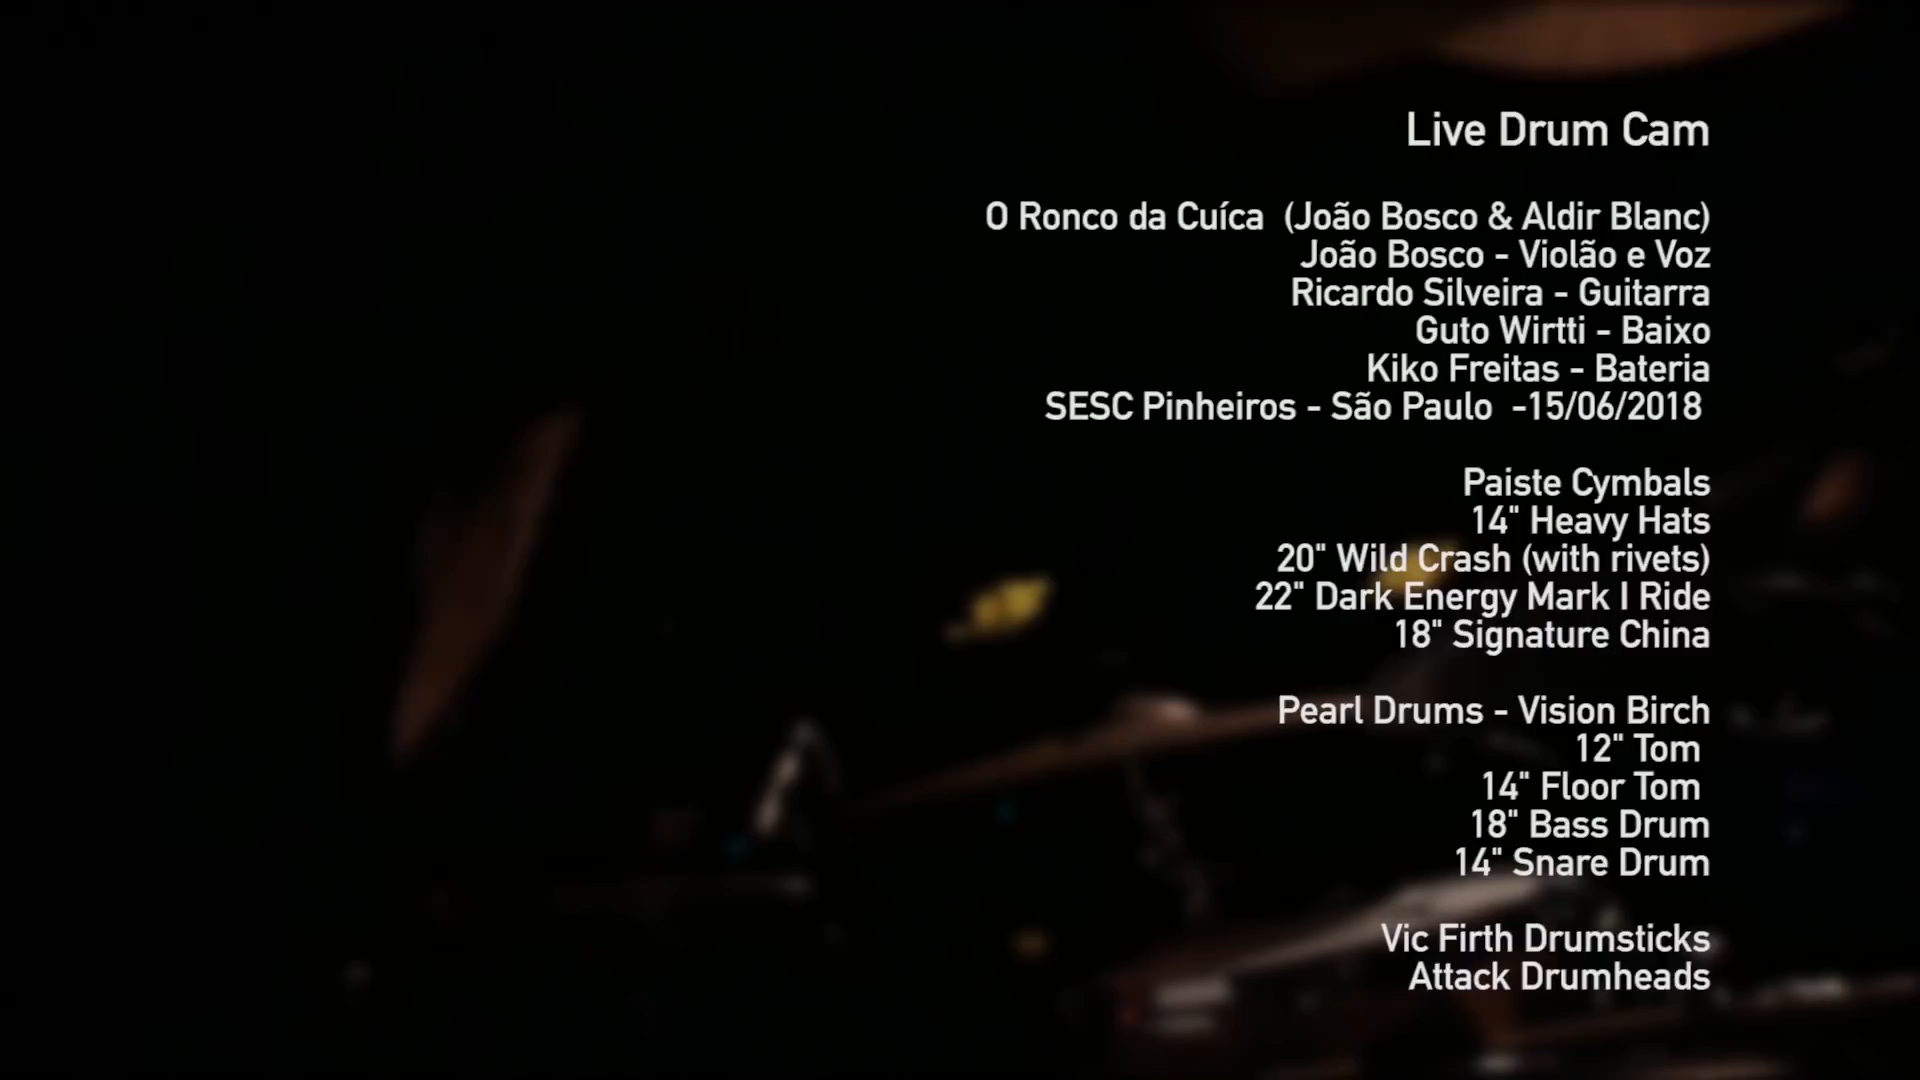 Live Drum Cam
O Ronco da Cuíca (João Bosco & Aldir Blanc)
João Bosco - Violão e Voz
Ricardo Silveira - Guitarra
Guto Wirtti - Baixo
Kiko Freitas - Bateria
SESC Pinheiros - São Paulo -15/06/2018
Paiste Cymbals
14" Heavy Hats
20" Wild Crash (with rivets)
22" Dark Energy Mark I Ride
18" Signature China
Pearl Drums - Vision Birch
12" Tom
14" Floor Tom
18" Bass Drum
14" Snare Drum
Vic Firth Drumsticks
Attack Drumheads